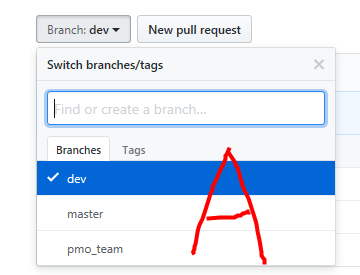 Branch: dev
New pull request
Switch branches/tags
Find or create a branch...
Branches
Tags
dev
A
master
pmo_team